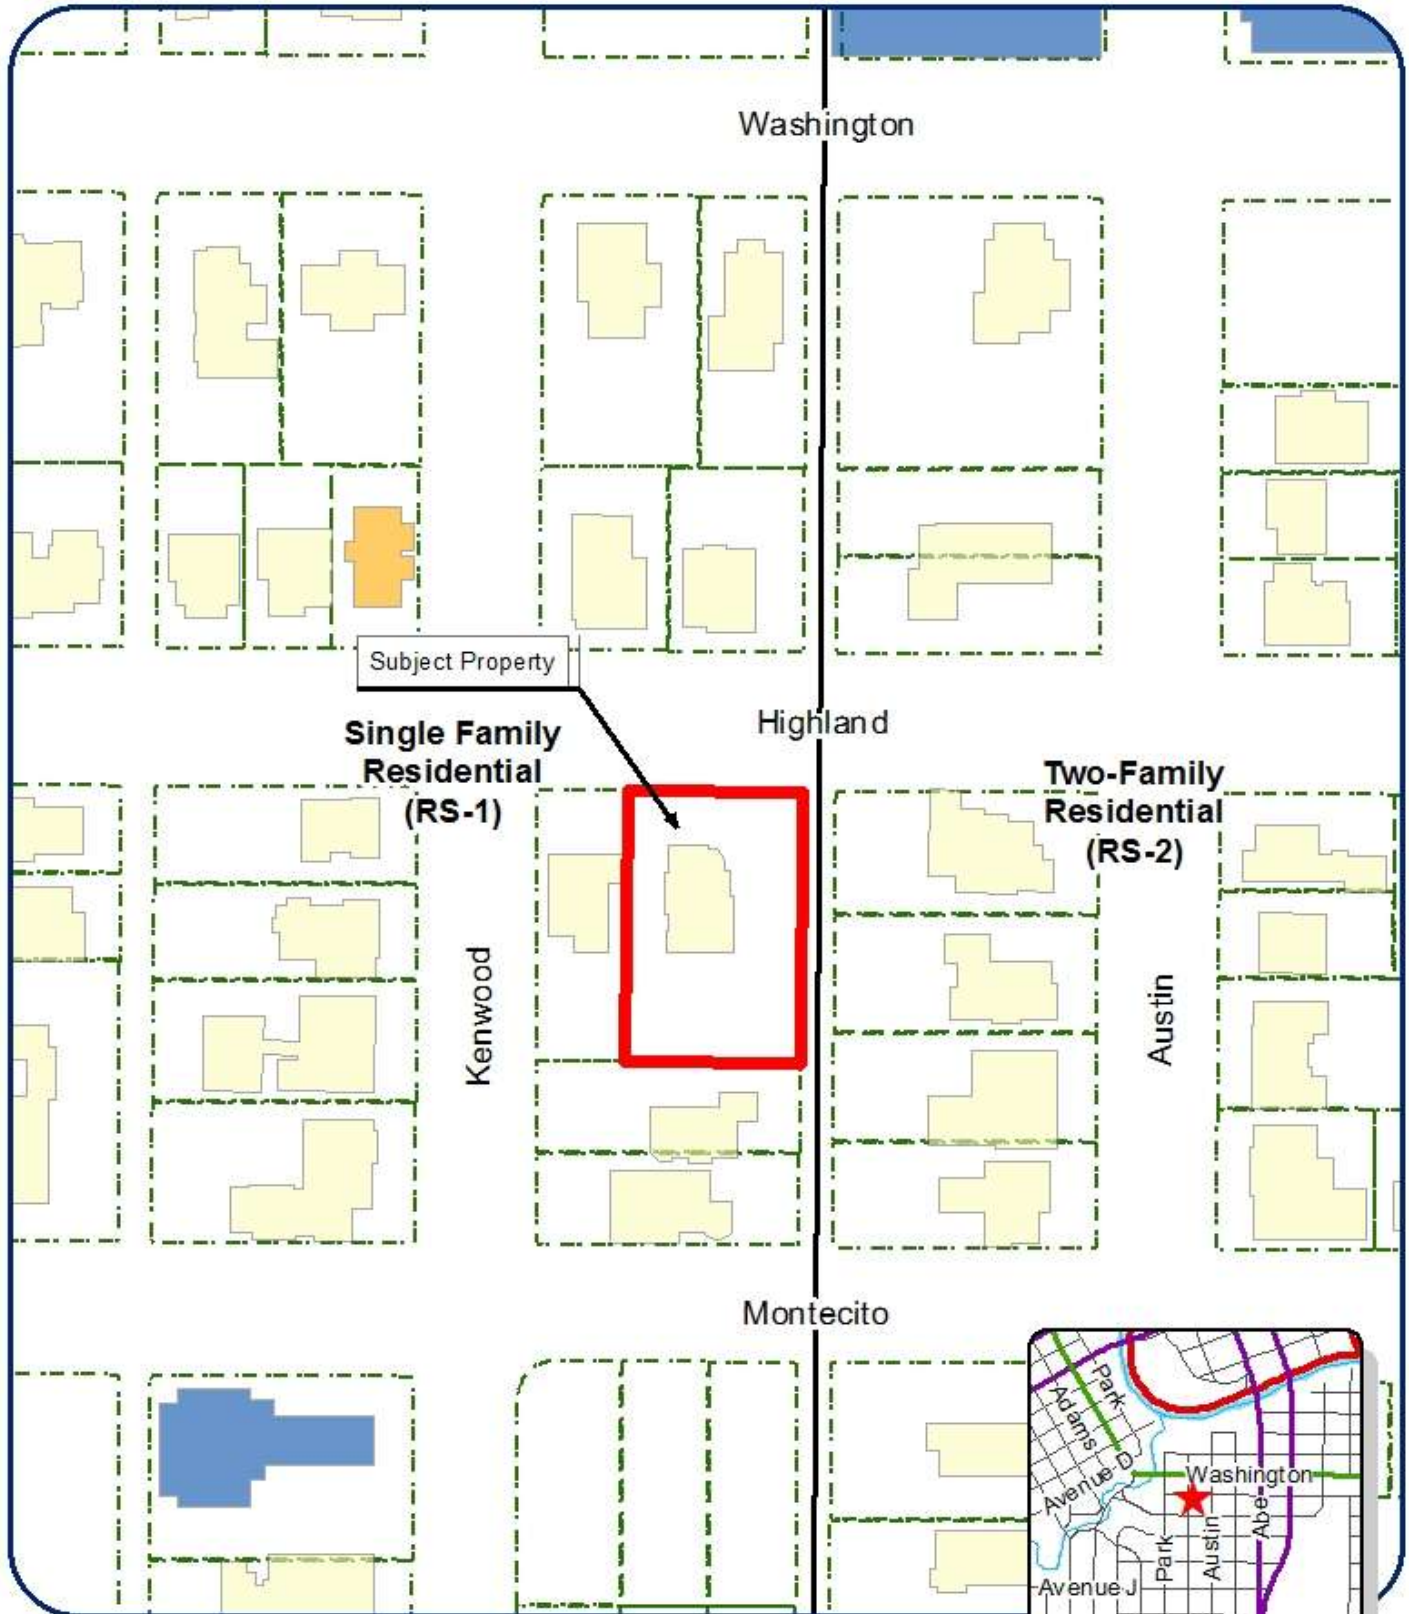 Washington
Subject Property
Highland
Single Family
Residential
(RS-1)
Two-Family
Residential
(RS-2)
Kenwood
Austin
Montecito
Park
Adams
Avenue D
Washington
Park
Austin
Abe
Avenue J